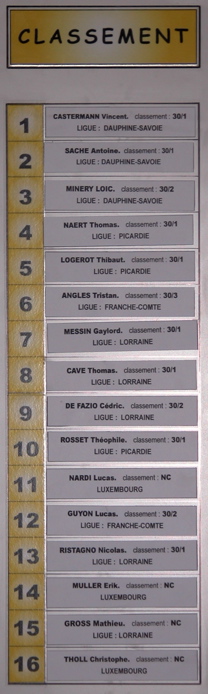 CLASSEMENT
1 CASTERMANN Vincent. classement : 30/1
LIGUE : DAUPHINE-SAVOIE
2 SACHE Antoine. classement : 30/1
LIGUE : DAUPHINE-SAVOIE
3 MINERY LOIC. classement : 30/2
LIGUE : DAUPHINE-SAVOIE
4 NAERT Thomas. classement : 30/1
LIGUE : PICARDIE
5 LOGEROT Thibaut. classement : 30/1
LIGUE : PICARDIE
6 ANGLES Tristan. classement : 30/3
LIGUE : FRANCHE-COMTE
7 MESSIN Gaylord. classement : 30/1
LIGUE : LORRAINE
8 CAVE Thomas. classement : 30/1
LIGUE : LORRAINE
9 DE FAZIO Cédric. classement : 30/2
LIGUE : LORRAINE
10 ROSSET Théophile. classement : 30/1
LIGUE : PICARDIE
11 NARDI Lucas. classement : NC
LUXEMBOURG
12 GUYON Lucas. classement : 30/2
LIGUE : FRANCHE-COMTE
13 RISTAGNO Nicolas. classement : 30/1
LIGUE : LORRAINE
14 MULLER Erik. classement : NC
LUXEMBOURG
15 GROSS Mathieu. classement : NC
LIGUE : LORRAINE
16 THOLL Christophe. classement : NC
LUXEMBOURG